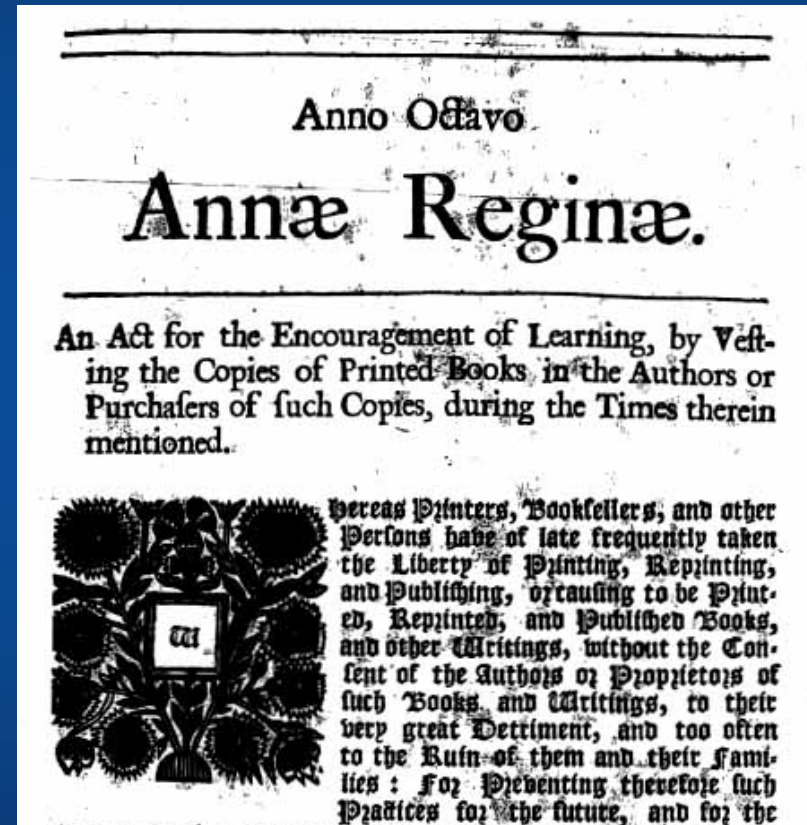 Anno Octavo
Annæ Reginæ.
An Act for the Encouragement of Learning, by Veſt-
ing the Copies of Printed Books in the Authors or
Purchaſers of ſuch Copies, during the Times therein
mentioned.
Whereas Printers, Bookſellers, and other
Perſons have of late frequently taken
the Liberty of Printing, Reprinting,
and Publiſhing, or cauſing to be Print-
ed, Reprinted, and Publiſhed Books,
and other Writings, without the Con-
ſent of the Authors or Proprietors of
ſuch Books and Writings, to their
very great Detriment, and too often
to the Ruin of them and their Fami-
lies : For Preventing therefore ſuch
Practices for the future, and for the